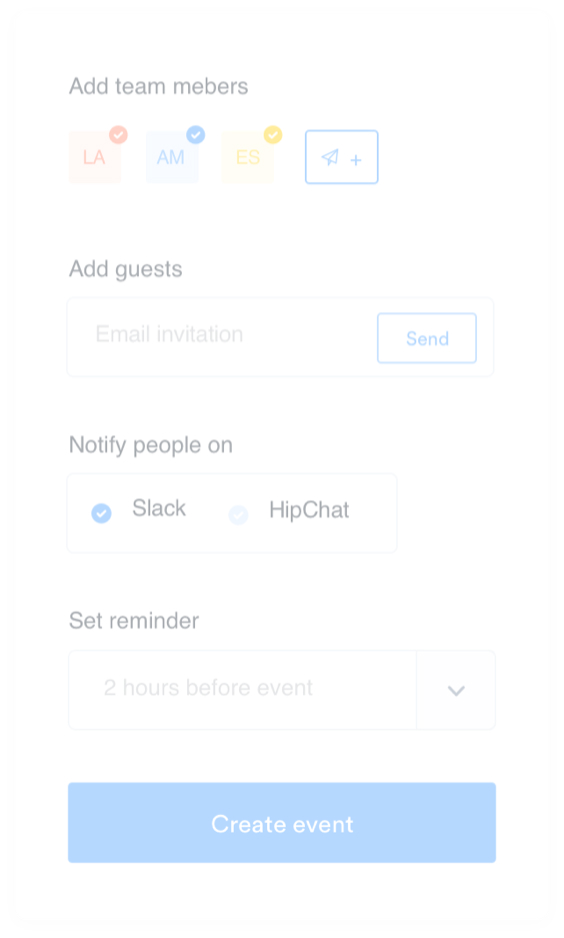 Add team mebers
LA AM ES +
Add guests
Email invitation Send
Notify people on
Slack HipChat
Set reminder
2 hours before event
Create event